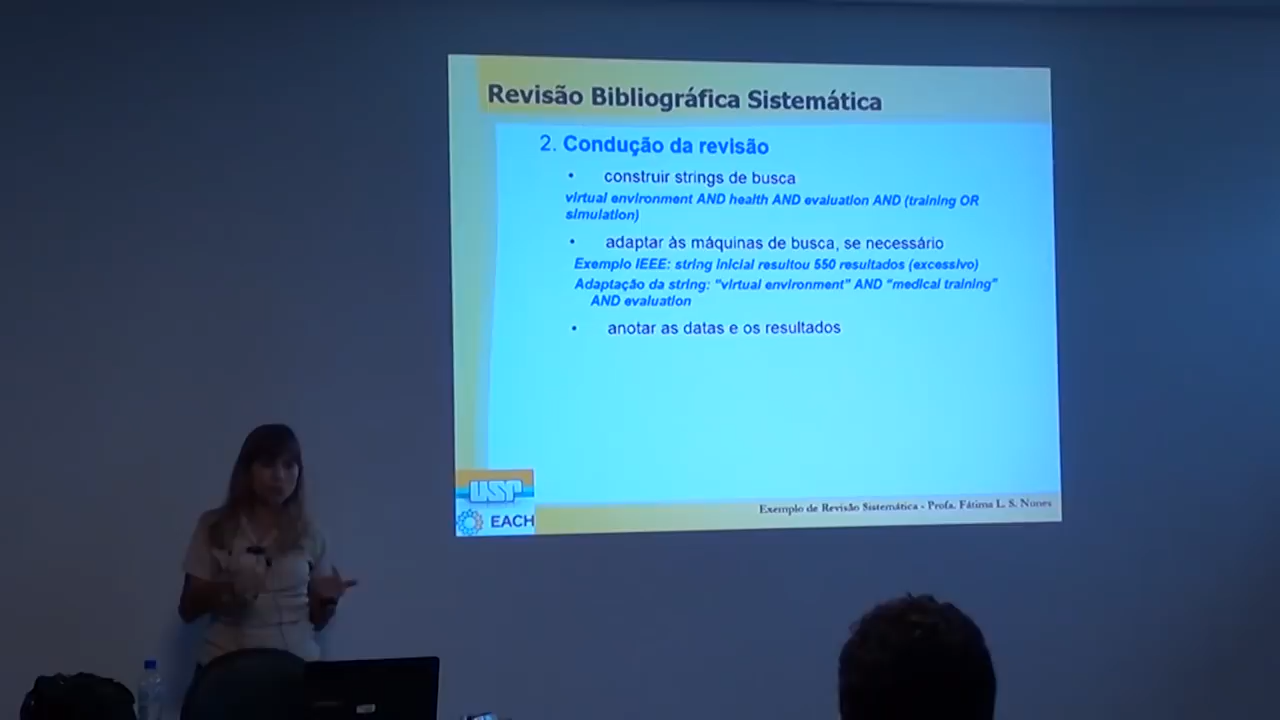 Revisão Bibliográfica Sistemática
2. Condução da revisão
• construir strings de busca
virtual environment AND health AND evaluation AND (training OR
simulation)
• adaptar às máquinas de busca, se necessário
Exemplo IEEE: string inicial resultou 550 resultados (excessivo)
Adaptação da string: "virtual environment" AND "medical training"
AND evaluation
• anotar as datas e os resultados
USP
EACH
Exemplo de Revisão Sistemática - Profa. Fátima L. S. Nunes